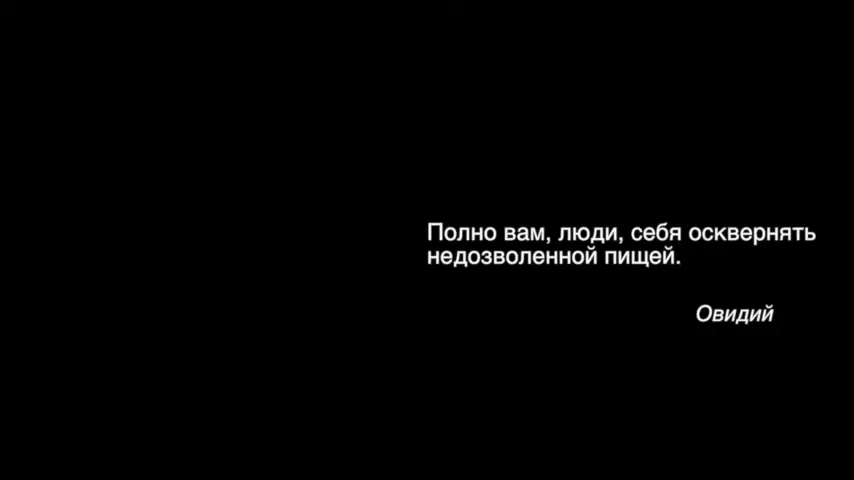 Полно вам, люди, себя осквернять
недозволенной пищей.
Овидий